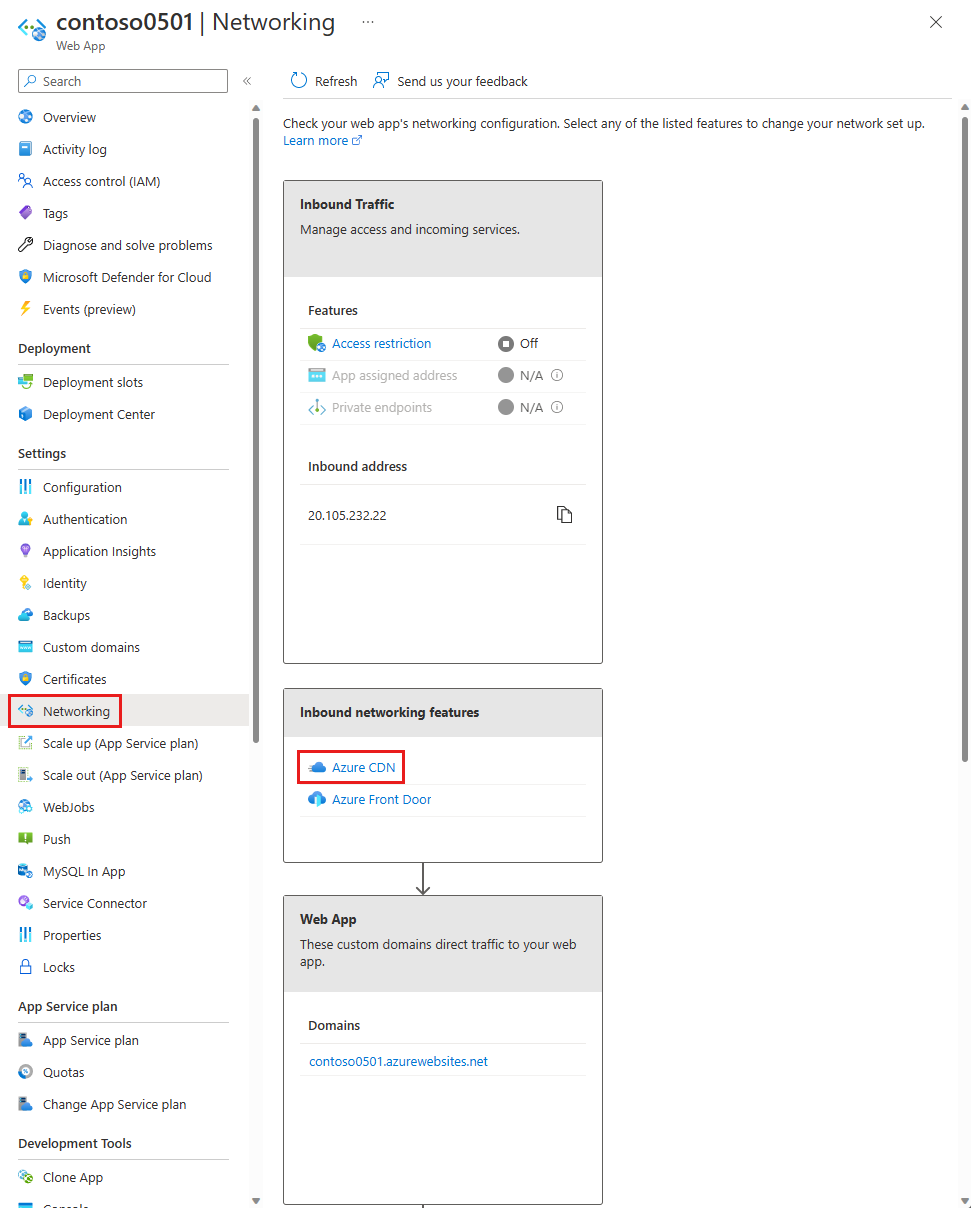 contoso0501 | Networking ...
Web App
Search
«
Refresh
Send us your feedback
Overview
Activity log
Access control (IAM)
Tags
Diagnose and solve problems
Microsoft Defender for Cloud
Events (preview)
Deployment
Deployment slots
Deployment Center
Settings
Configuration
Authentication
Application Insights
Identity
Backups
Custom domains
Certificates
Networking
Scale up (App Service plan)
Scale out (App Service plan)
WebJobs
Push
MySQL In App
Service Connector
Properties
Locks
App Service plan
App Service plan
Quotas
Change App Service plan
Development Tools
Clone App
Console
Check your web app's networking configuration. Select any of the listed features to change your network set up.
Learn more
Inbound Traffic
Manage access and incoming services.
Features
Access restriction Off
App assigned address N/A
Private endpoints N/A
Inbound address
20.105.232.22
Inbound networking features
Azure CDN
Azure Front Door
Web App
These custom domains direct traffic to your web
app.
Domains
contoso0501.azurewebsites.net